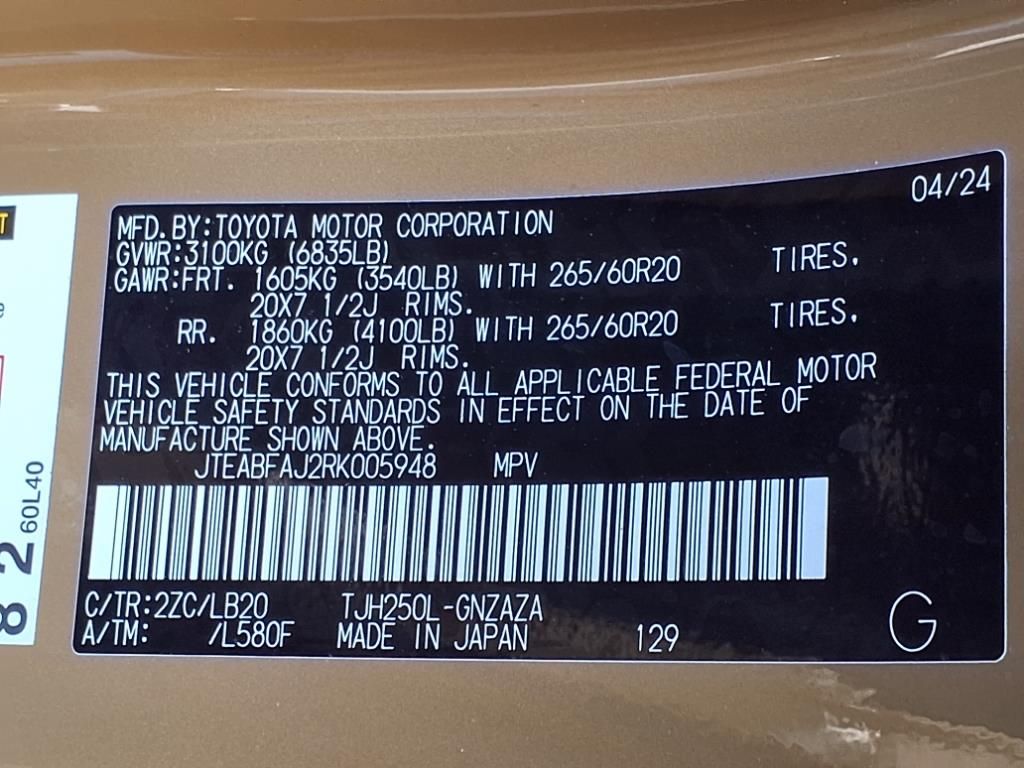 04/24
MFD. BY:TOYOTA MOTOR CORPORATION
GVWR:3100KG (6835LB)
GAWR:FRT. 1605KG (3540LB) WITH 265/60R20 TIRES.
20X7 1/2J RIMS.
RR. 1860KG (4100LB) WITH 265/60R20 TIRES.
20X7 1/2J RIMS.
THIS VEHICLE CONFORMS TO ALL APPLICABLE FEDERAL MOTOR
VEHICLE SAFETY STANDARDS IN EFFECT ON THE DATE OF
MANUFACTURE SHOWN ABOVE.
JTEABFAJ2RK005948 MPV
C/TR:2ZC/LB20 TJH250L-GNZAZA
A/TM: /L580F MADE IN JAPAN 129 G
8 2 60L40